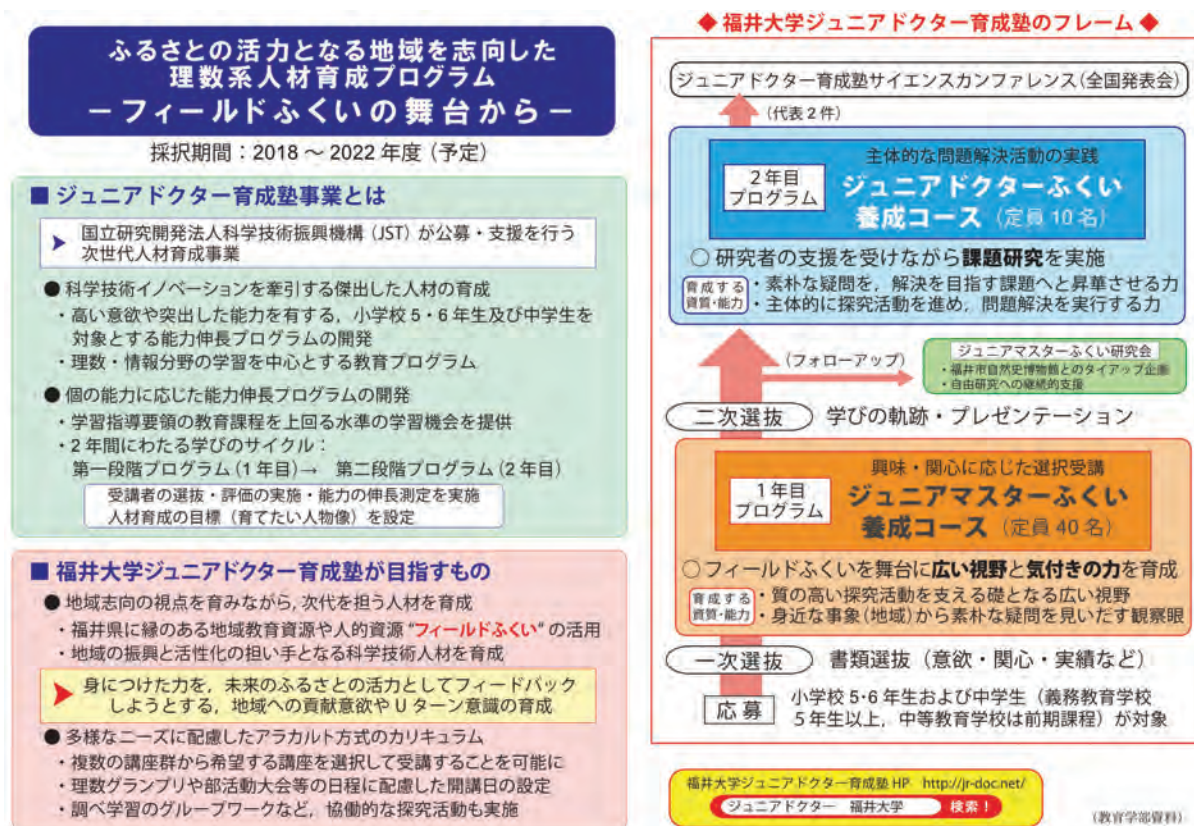 ふるさとの活力となる地域を志向した
理数系人材育成プログラム
－フィールドふくいの舞台から－
採択期間：2018 ～ 2022 年度（予定）
■ ジュニアドクター育成塾事業とは
➤ 国立研究開発法人科学技術振興機構（JST）が公募・支援を行う
次世代人材育成事業
● 科学技術イノベーションを牽引する傑出した人材の育成
・高い意欲や突出した能力を有する，小学校 5・6 年生及び中学生を
対象とする能力伸長プログラムの開発
・理数・情報分野の学習を中心とする教育プログラム
● 個の能力に応じた能力伸長プログラムの開発
・学習指導要領の教育課程を上回る水準の学習機会を提供
・2 年間にわたる学びのサイクル：
第一段階プログラム（1 年目）→ 第二段階プログラム（2 年目）
受講者の選抜・評価の実施・能力の伸長測定を実施
人材育成の目標（育てたい人物像）を設定
■ 福井大学ジュニアドクター育成塾が目指すもの
● 地域志向の視点を育みながら，次代を担う人材を育成
・福井県に縁のある地域教育資源や人的資源 “フィールドふくい“ の活用
・地域の振興と活性化の担い手となる科学技術人材を育成
➤ 身につけた力を，未来のふるさとの活力としてフィードバック
しようとする，地域への貢献意欲や U ターン意識の育成
● 多様なニーズに配慮したアラカルト方式のカリキュラム
・複数の講座群から希望する講座を選択して受講することを可能に
・理数グランプリや部活動大会等の日程に配慮した開講日の設定
・調べ学習のグループワークなど，協働的な探究活動も実施
◆ 福井大学ジュニアドクター育成塾のフレーム ◆
ジュニアドクター育成塾サイエンスカンファレンス（全国発表会）
（代表 2 件）
主体的な問題解決活動の実践
2 年目
プログラム
ジュニアドクターふくい
養成コース（定員 10 名）
○ 研究者の支援を受けながら課題研究を実施
育成する
資質・能力
・素朴な疑問を，解決を目指す課題へと昇華させる力
・主体的に探究活動を進め，問題解決を実行する力
（フォローアップ）
ジュニアマスターふくい研究会
・福井市自然史博物館とのタイアップ企画
・自由研究への継続的支援
二次選抜 学びの軌跡・プレゼンテーション
興味・関心に応じた選択受講
1 年目
プログラム
ジュニアマスターふくい
養成コース（定員 40 名）
○フィールドふくいを舞台に広い視野と気付きの力を育成
育成する
資質・能力
・質の高い探究活動を支える礎となる広い視野
・身近な事象（地域）から素朴な疑問を見いだす観察眼
一次選抜 書類選抜（意欲・関心・実績など）
応募 小学校 5・6 年生および中学生（義務教育学校
5 年生以上，中等教育学校は前期課程）が対象
福井大学ジュニアドクター育成塾 HP http://jr-doc.net/
ジュニアドクター 福井大学 検索！
（教育学部資料）